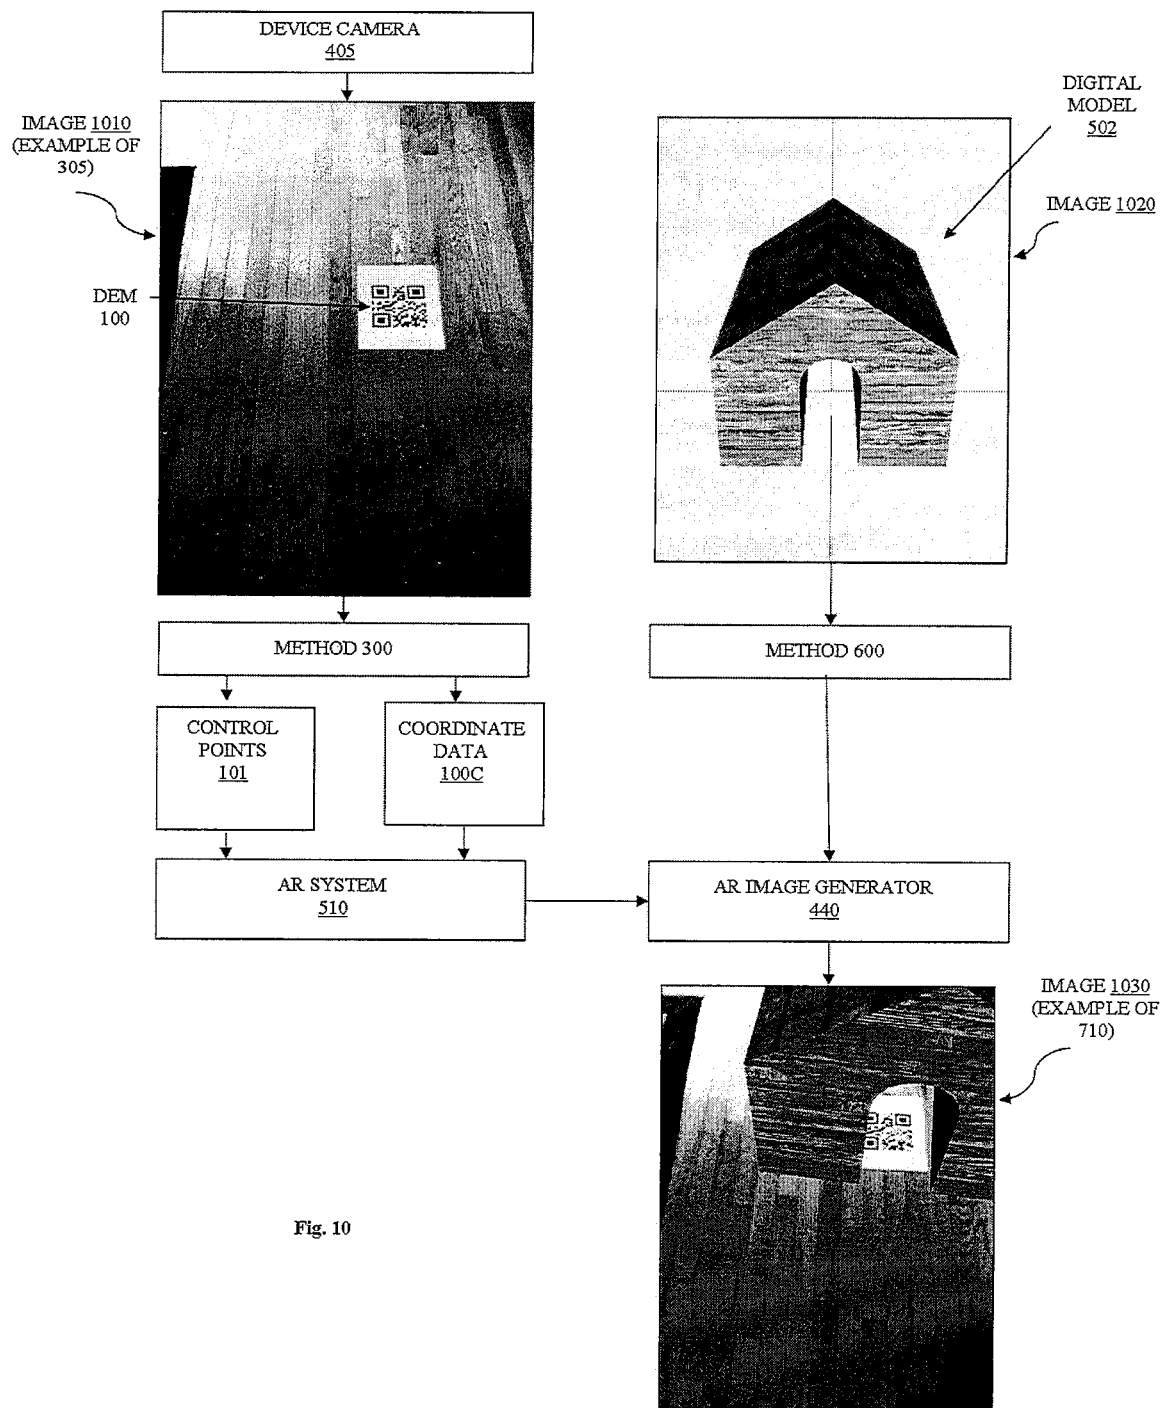 DEVICE CAMERA
405
IMAGE 1010
(EXAMPLE OF
305)
DEM
100
DIGITAL
MODEL
502
IMAGE 1020
METHOD 300
METHOD 600
CONTROL
POINTS
101
COORDINATE
DATA
100C
AR SYSTEM
510
AR IMAGE GENERATOR
440
IMAGE 1030
(EXAMPLE OF
710)
Fig. 10